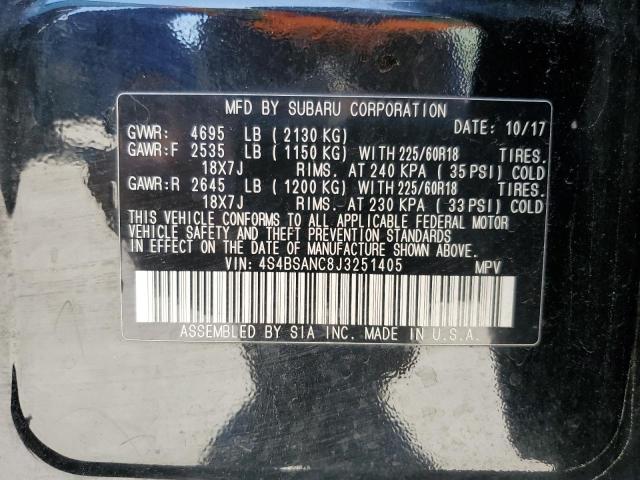 MFD BY SUBARU CORPORATION
GVWR: 4695 LB (2130 KG) DATE: 10/17
GAWR:F 2535 LB (1150 KG) WITH 225/60R18 TIRES.
18X7J RIMS. AT 240 KPA (35 PSI) COLD
GAWR:R 2645 LB (1200 KG) WITH 225/60R18 TIRES.
18X7J RIMS. AT 230 KPA (33 PSI) COLD
THIS VEHICLE CONFORMS TO ALL APPLICABLE FEDERAL MOTOR
VEHICLE SAFETY AND THEFT PREVENTION STANDARDS
IN EFFECT ON THE DATE OF MANUFACTURE SHOWN ABOVE.
VIN: 4S4BSANC8J3251405 MPV
ASSEMBLED BY SIA INC. MADE IN U.S.A.